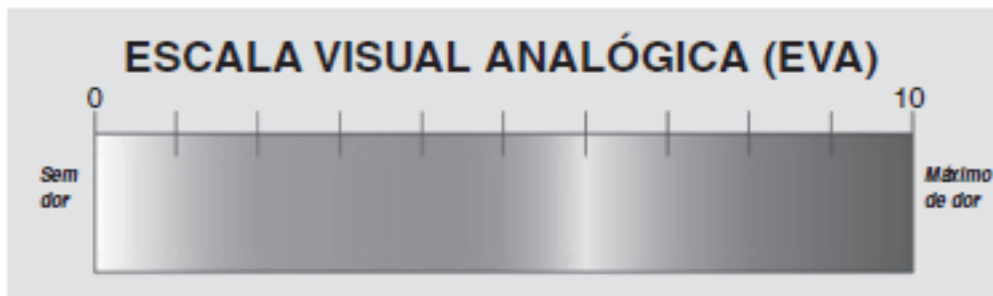 ESCALA VISUAL ANALÓGICA (EVA)
0 10
Sem
dor
Máximo
de dor